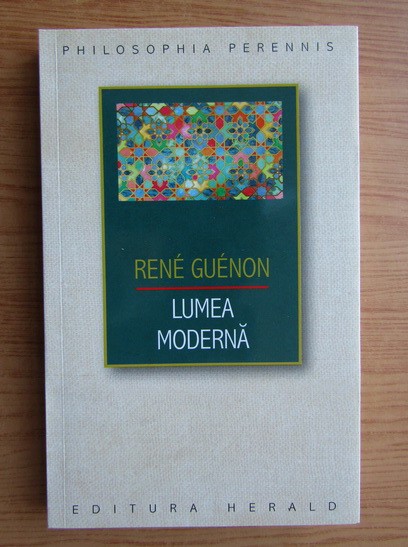 PHILOSOPHIA PERENNIS
RENÉ GUÉNON
LUMEA
MODERNĂ
EDITURA HERALD